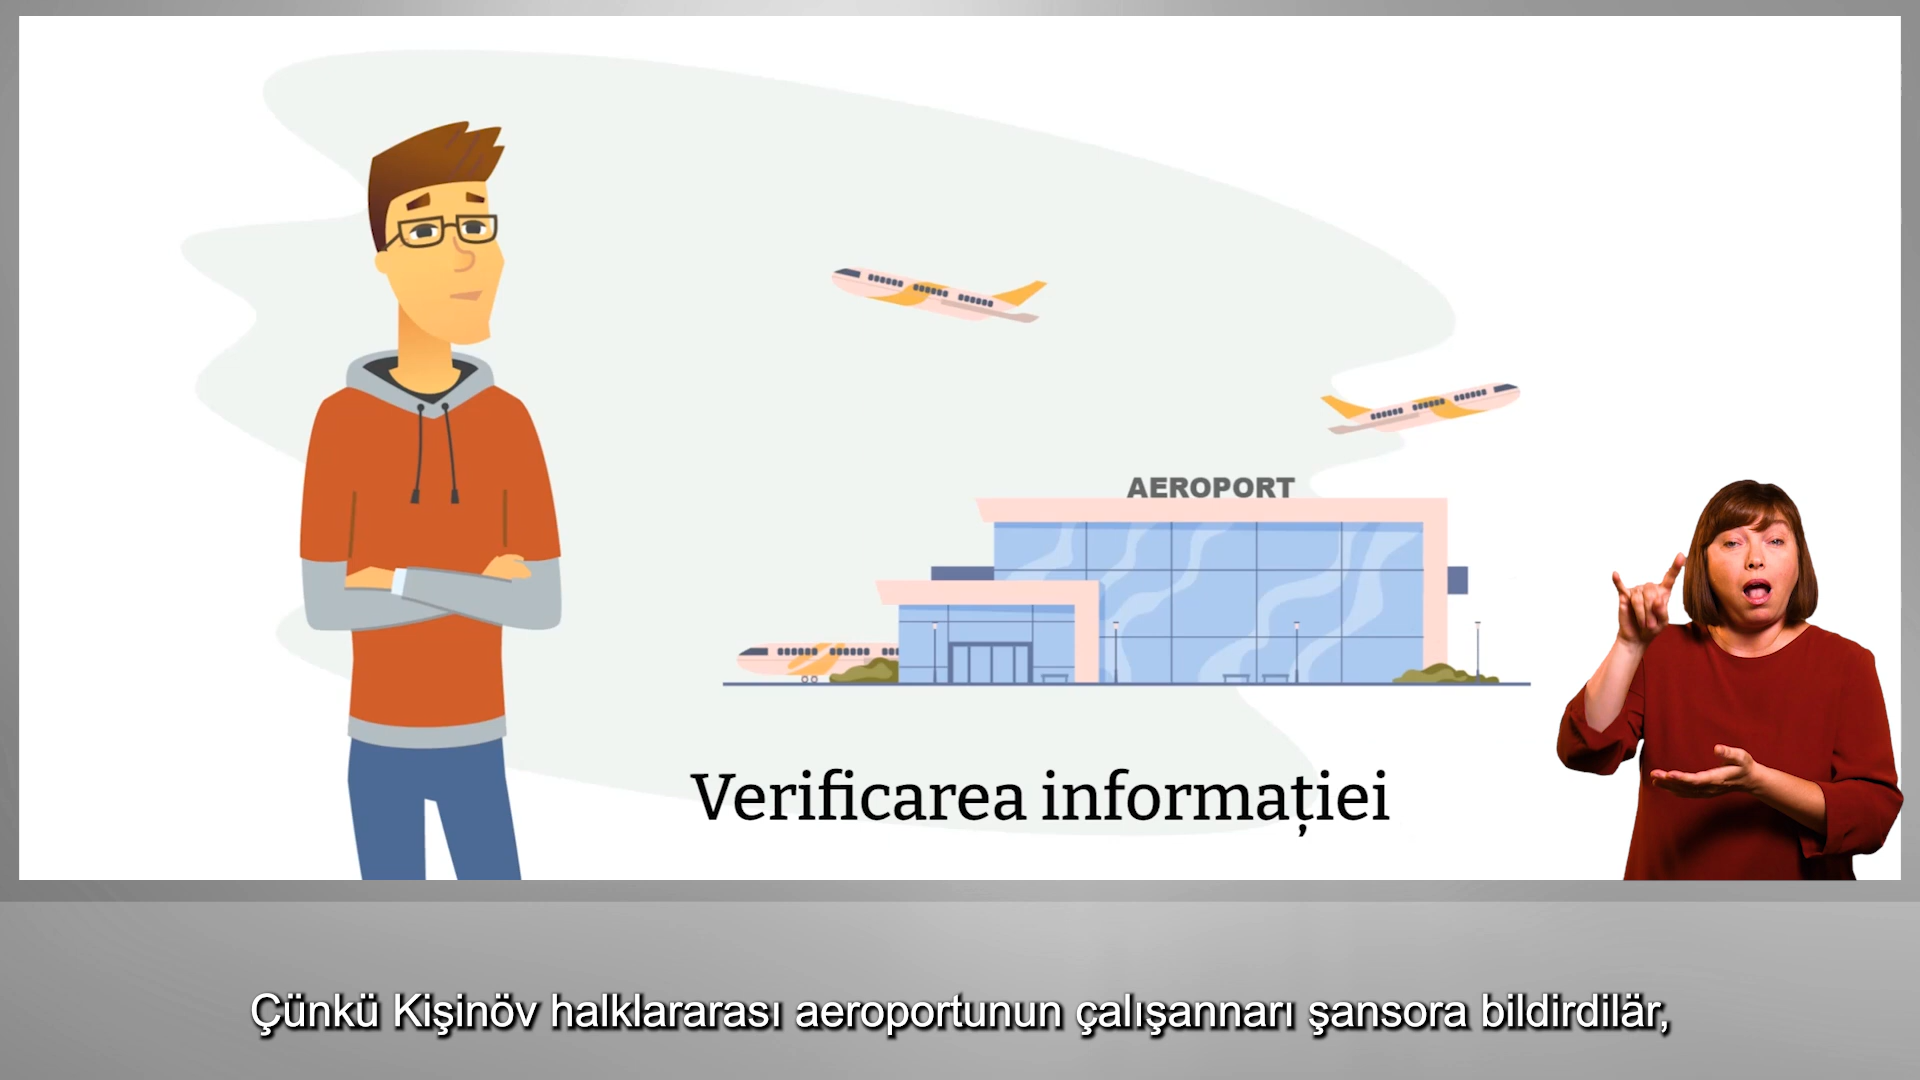 AEROPORT
Verificarea informației
Çünkü Kişinöv halklararası aeroportunun çalışannarı şansora bildirdilär,